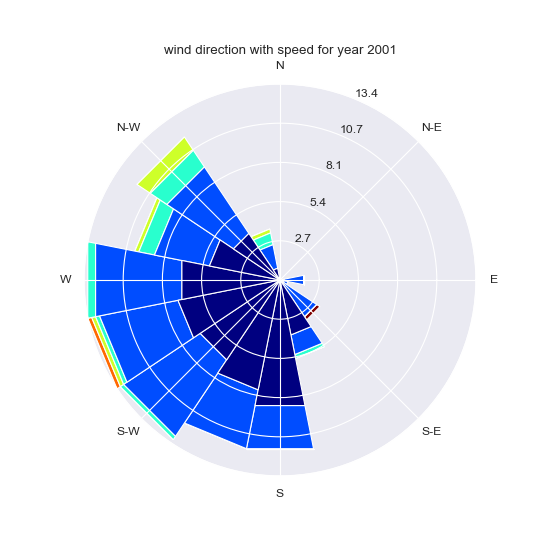 wind direction with speed for year 2001
N
13.4
N-W
N-E
10.7
8.1
5.4
2.7
W
E
S-W
S-E
S